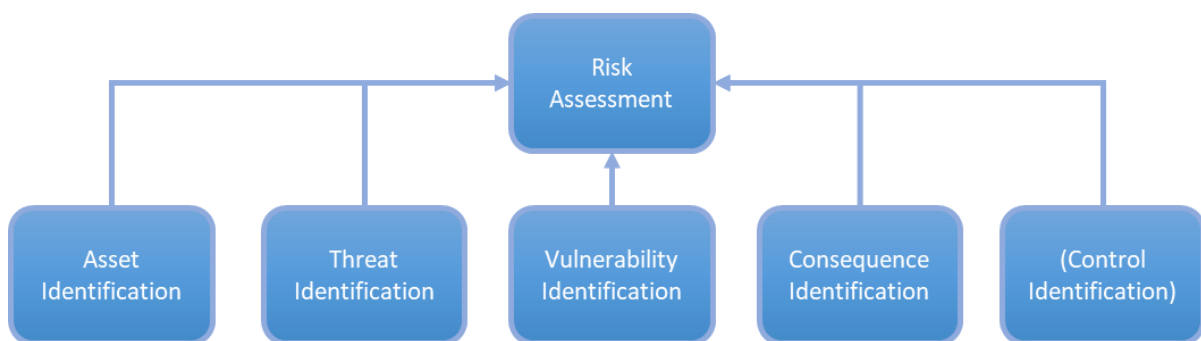 Risk
Assessment
Asset
Identification
Threat
Identification
Vulnerability
Identification
Consequence
Identification
(Control
Identification)